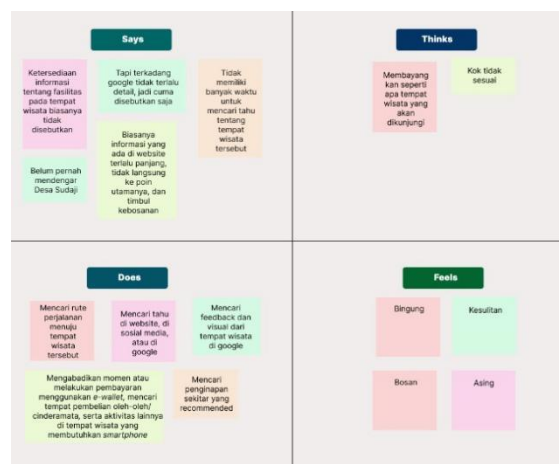 Says
Ketersediaan
informasi
tentang fasilitas
pada tempat
wisata biasanya
tidak
disebutkan
Tapi terkadang
google tidak terlalu
detail, jadi cuma
disebutkan saja
Tidak
memiliki
banyak waktu
untuk
mencari tahu
tentang
tempat
wisata
tersebut
Belum pernah
mendengar
Desa Sudaji
Biasanya
informasi yang
ada di website
terlalu panjang,
tidak langsung
ke poin
utamanya, dan
timbul
kebosanan
Thinks
Membayang
kan seperti
apa tempat
wisata yang
akan
dikunjungi
Kok tidak
sesuai
Does
Mencari rute
perjalanan
menuju
tempat
wisata
tersebut
Mencari tahu
di website, di
sosial media,
atau di
google
Mencari
feedback dan
visual dari
tempat wisata
di google
Mengabadikan momen atau
melakukan pembayaran
menggunakan e-wallet, mencari
tempat pembelian oleh-oleh/
cinderamata, serta aktivitas lainnya
di tempat wisata yang
membutuhkan smartphone
Mencari
penginapan
sekitar yang
recommended
Feels
Bingung
Kesulitan
Bosan
Asing